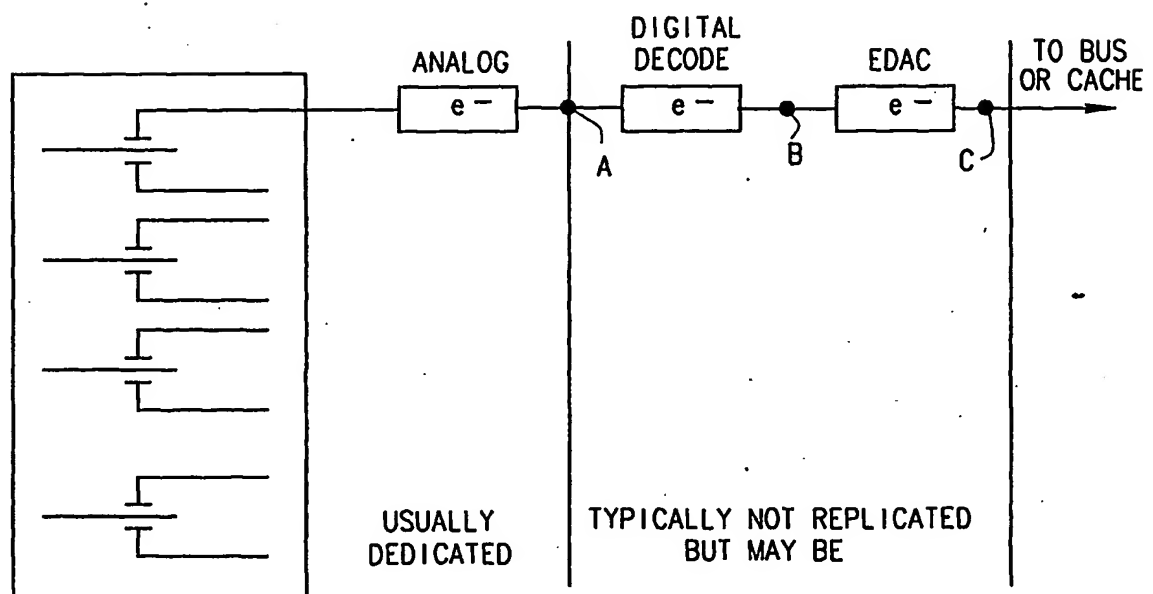 ANALOG
e-
DIGITAL
DECODE
e-
EDAC
e-
TO BUS
OR CACHE
A
B
C
USUALLY
DEDICATED
TYPICALLY NOT REPLICATED
BUT MAY BE